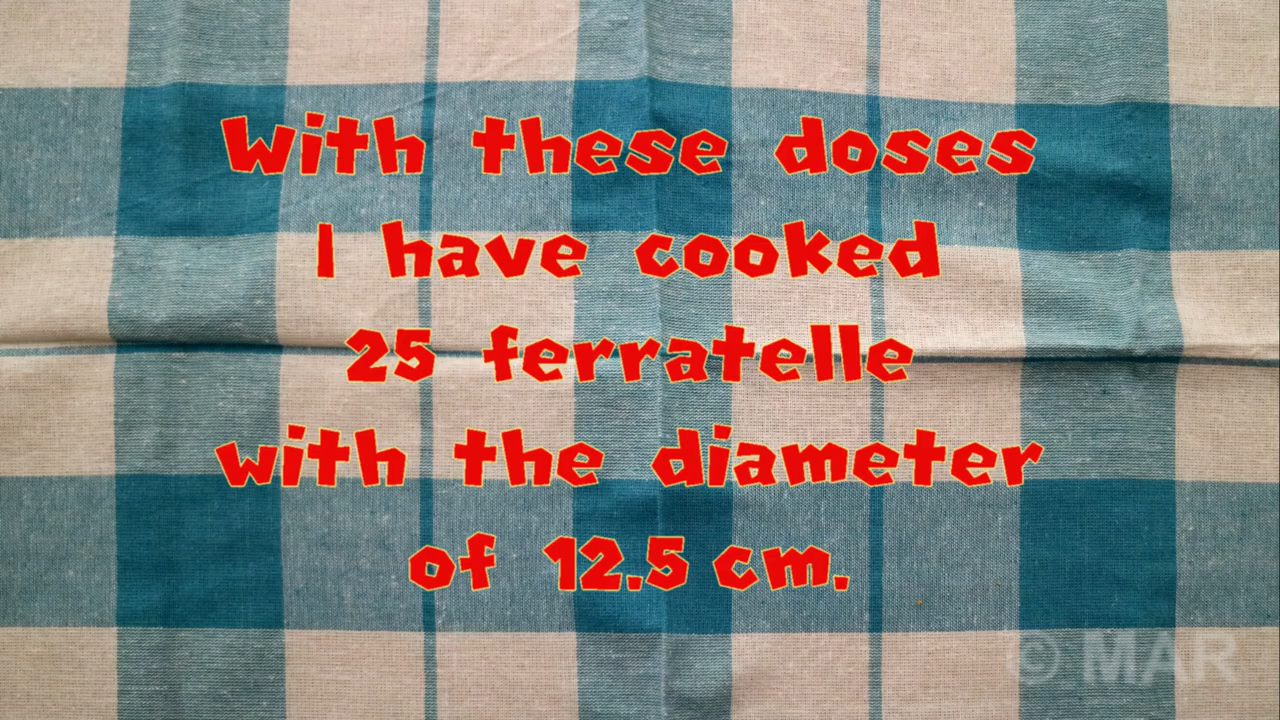 With these doses
I have cooked
25 ferratelle
with the diameter
of 12.5 cm.
© MAR